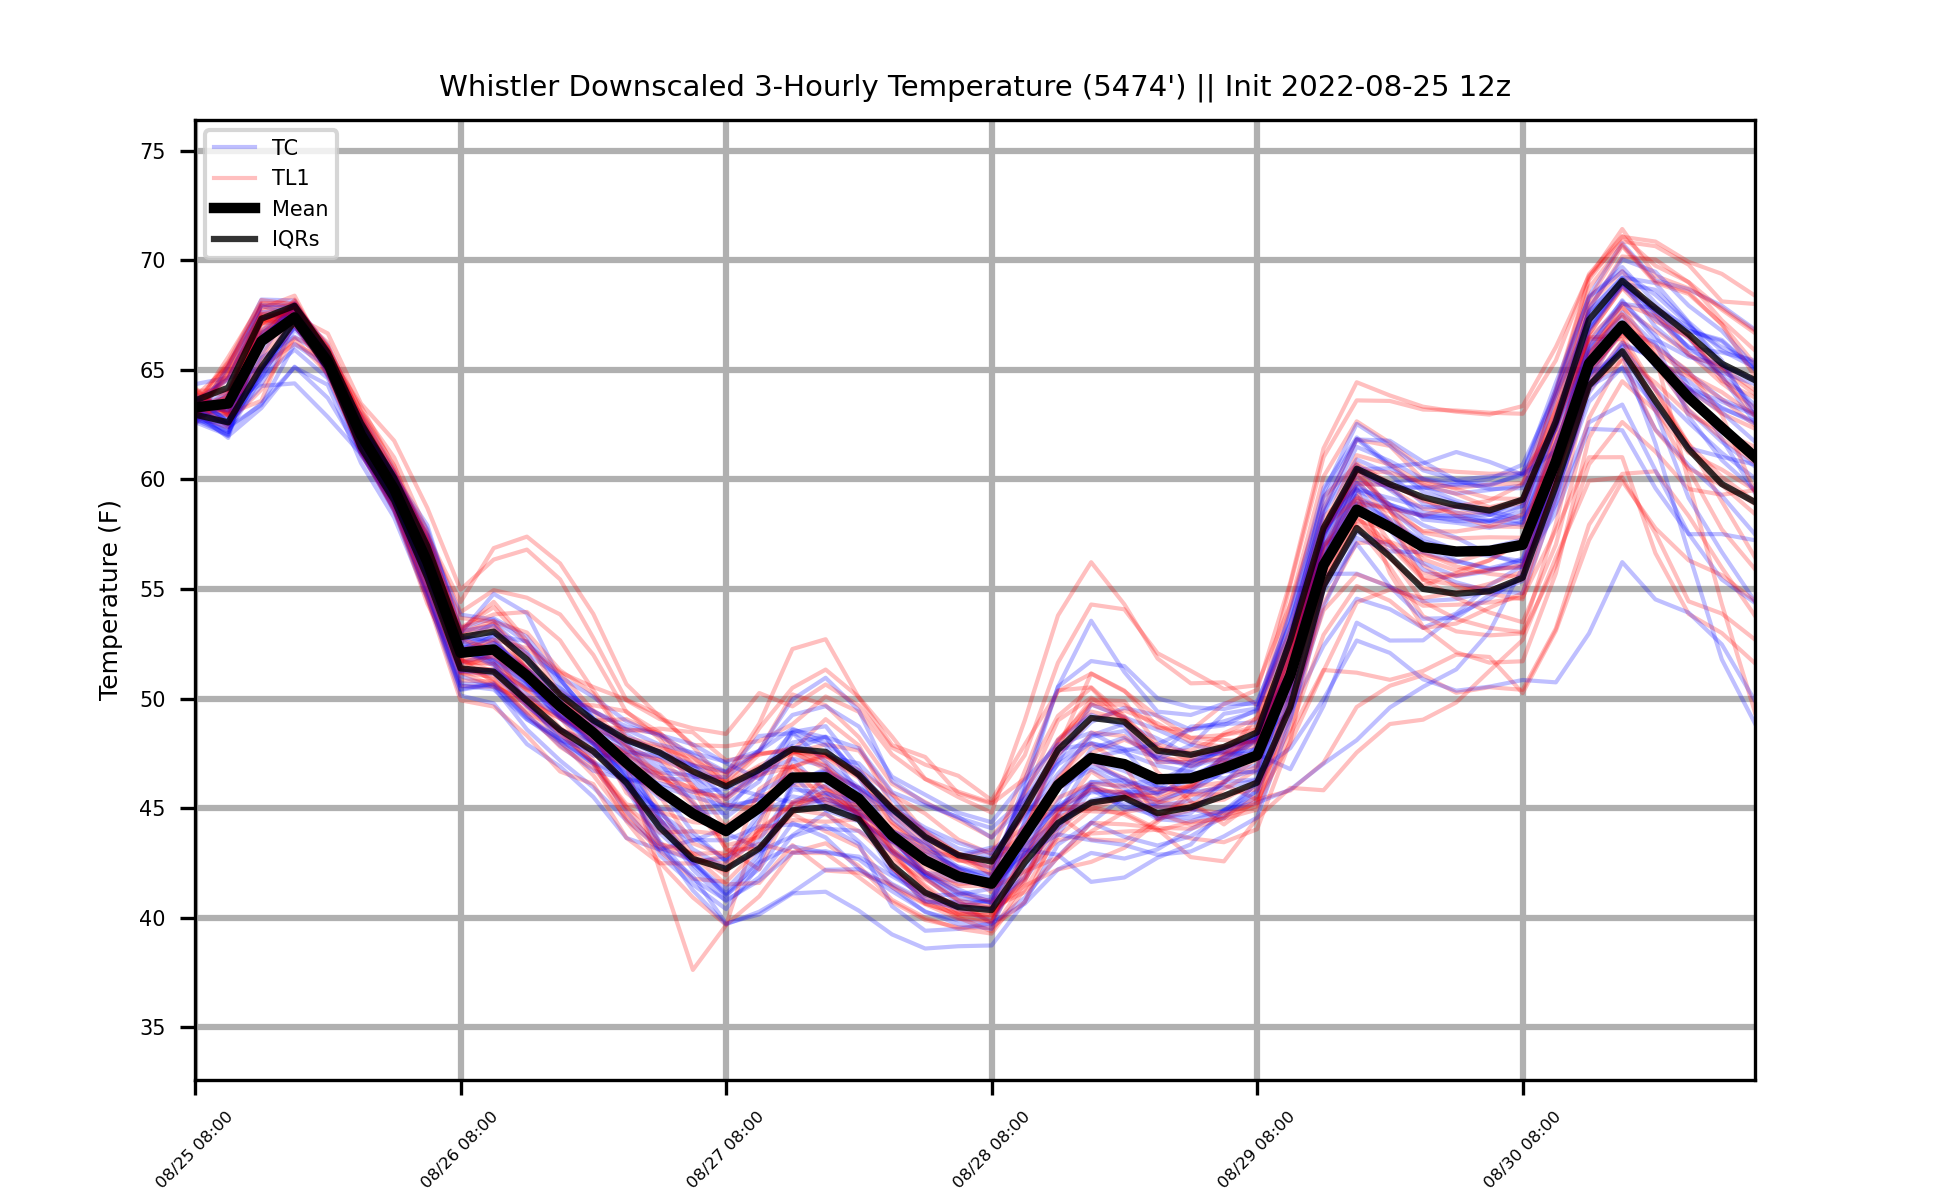 Whistler Downscaled 3-Hourly Temperature (5474') || Init 2022-08-25 12z
TC
TL1
Mean
IQRs
Temperature (F)
75
70
65
60
55
50
45
40
35
08/25 08:00
08/26 08:00
08/27 08:00
08/28 08:00
08/29 08:00
08/30 08:00